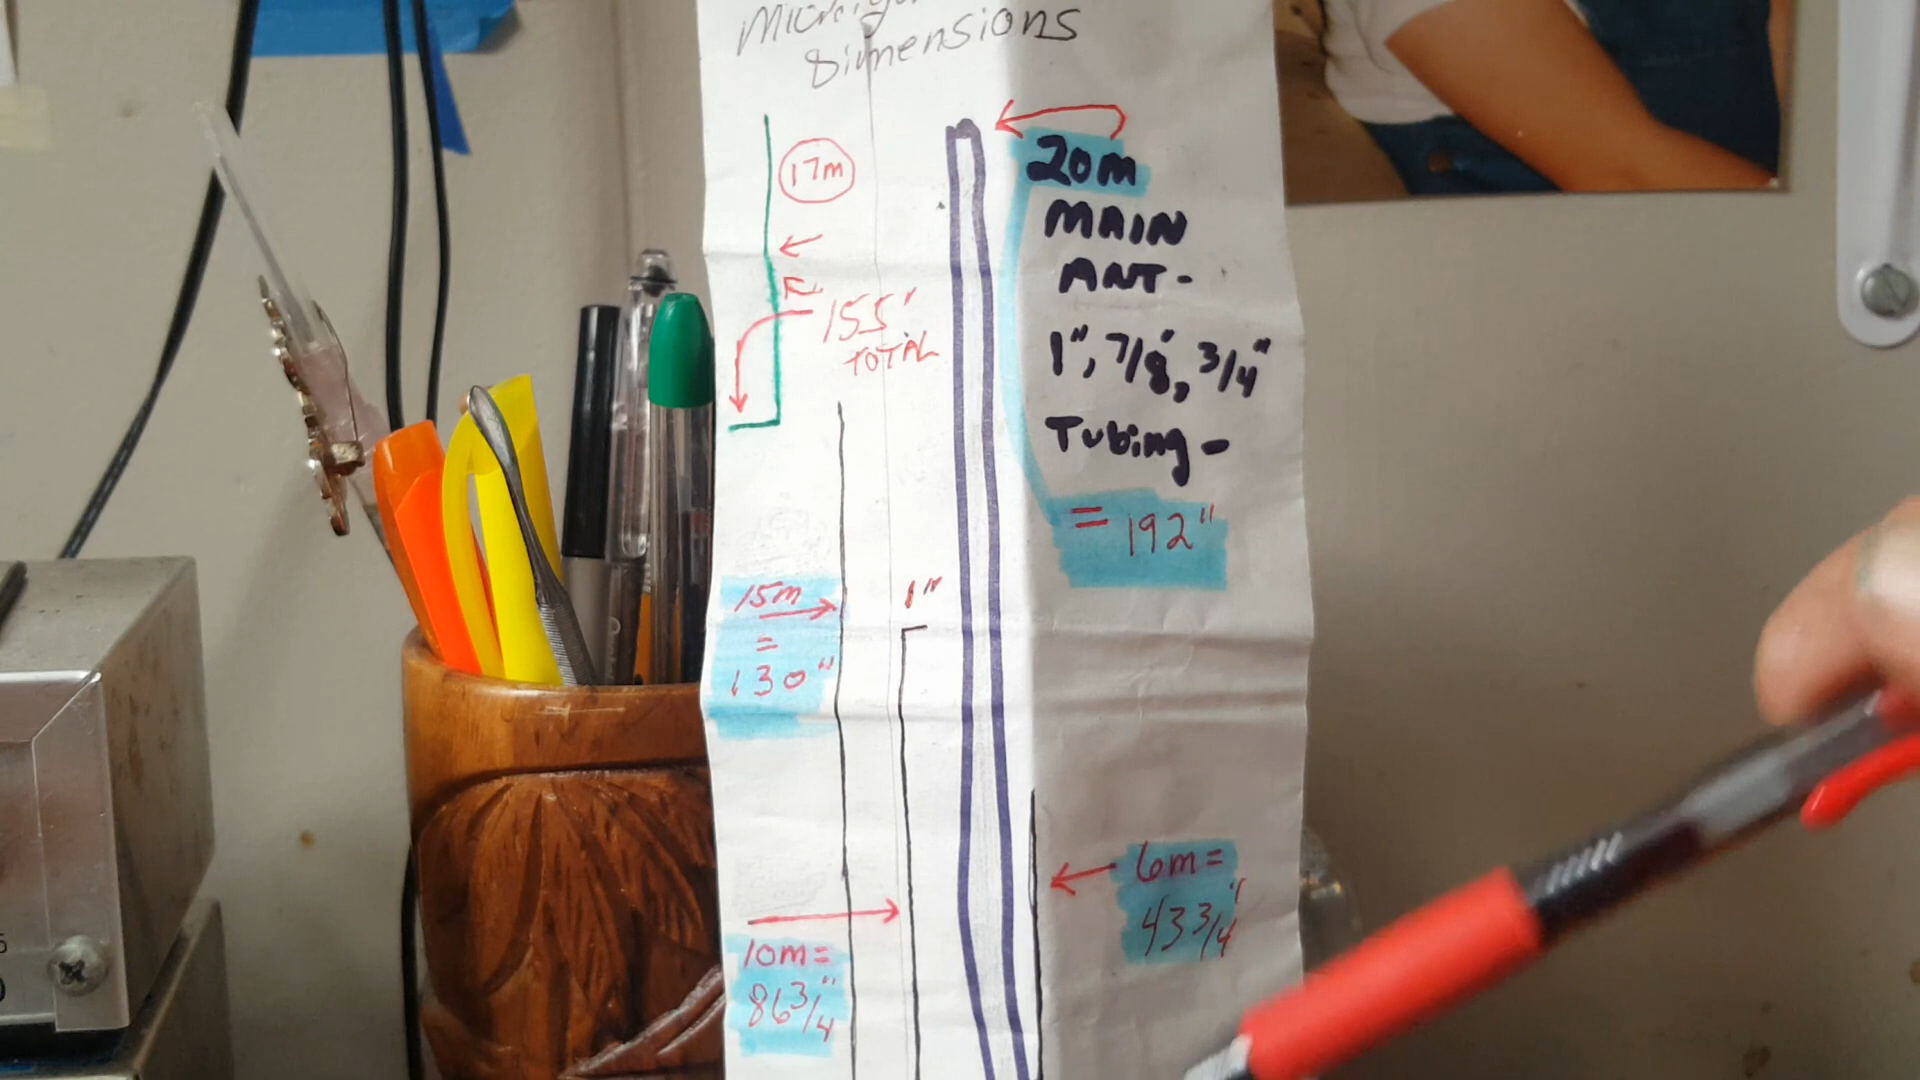 Dimensions
17m
155"
TOTAL
20m
MAIN
ANT-
1", 7/8", 3/4"
Tubing-
= 192"
15m
=
130"
1"
10m=
86 3/4"
6m=
43 3/4"